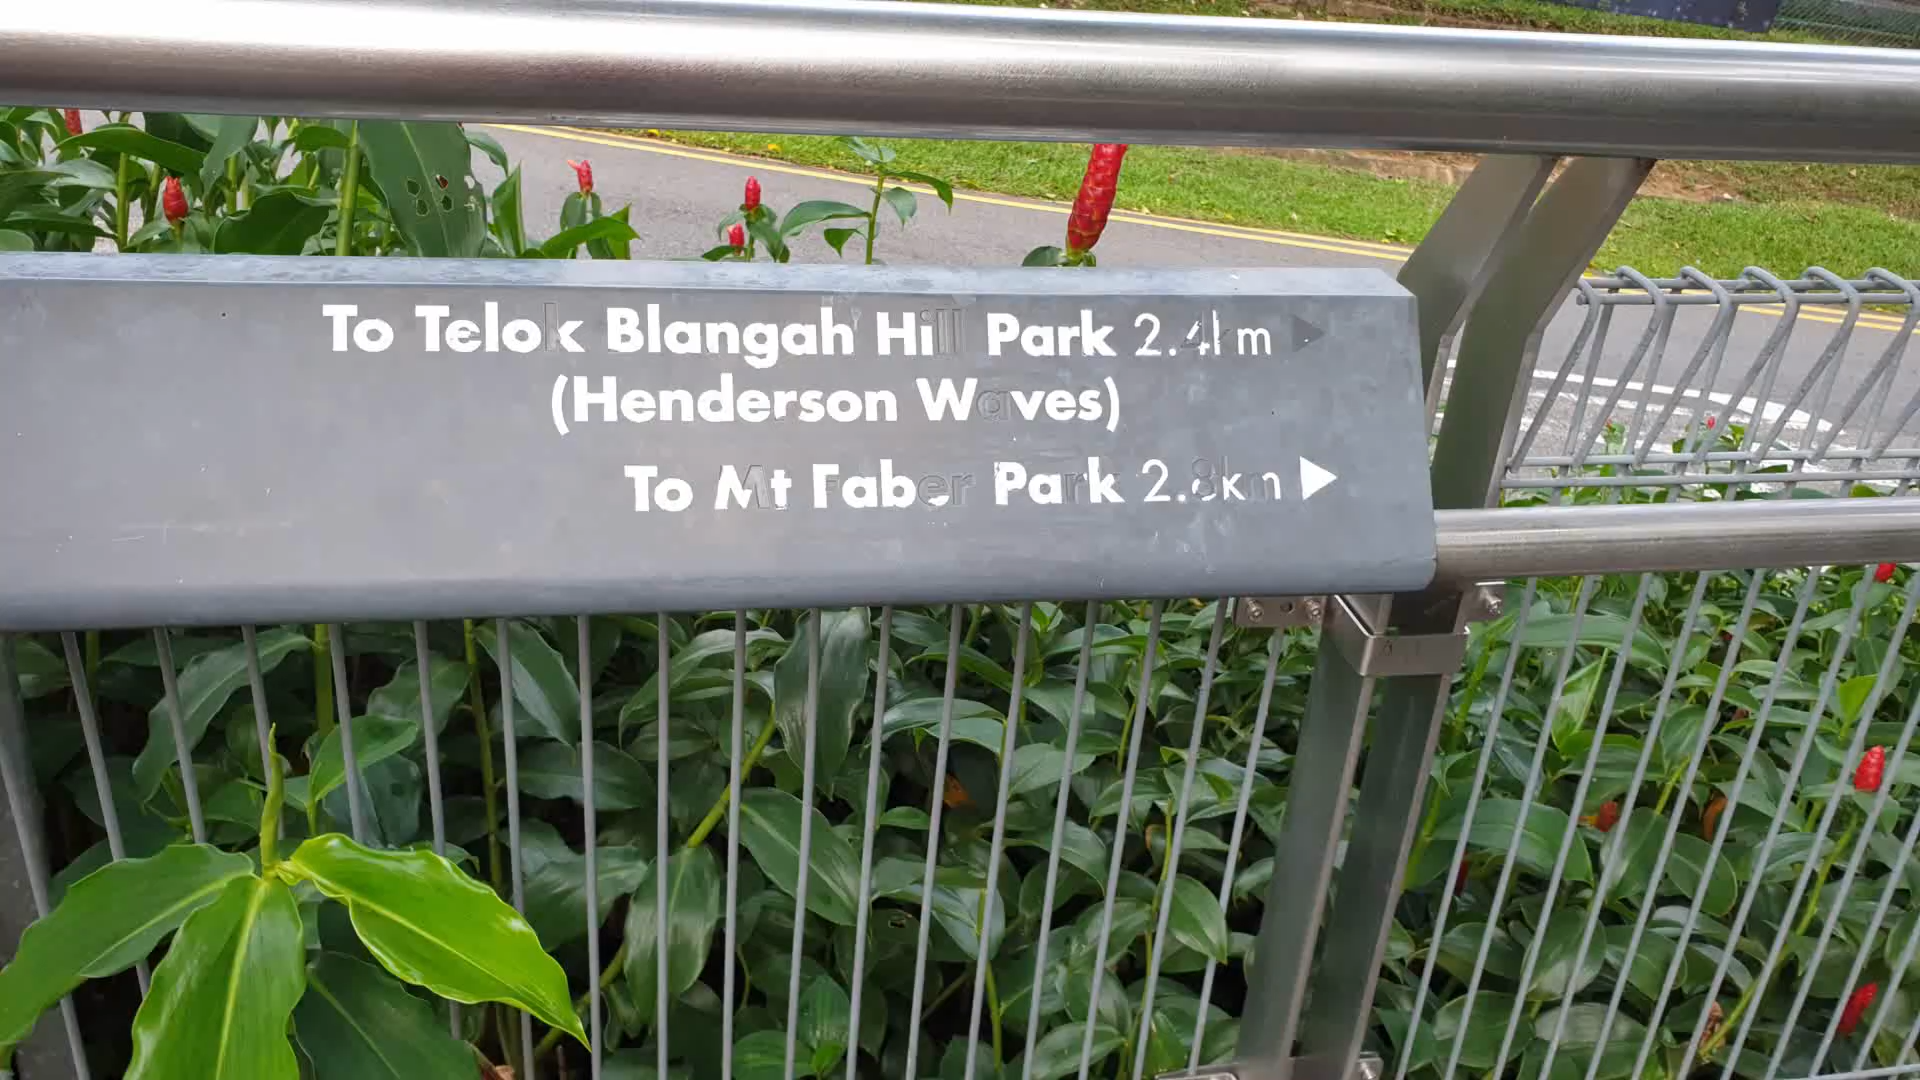 To Telok Blangah Hill Park 2.4km
(Henderson Waves)
To Mt Faber Park 2.8km